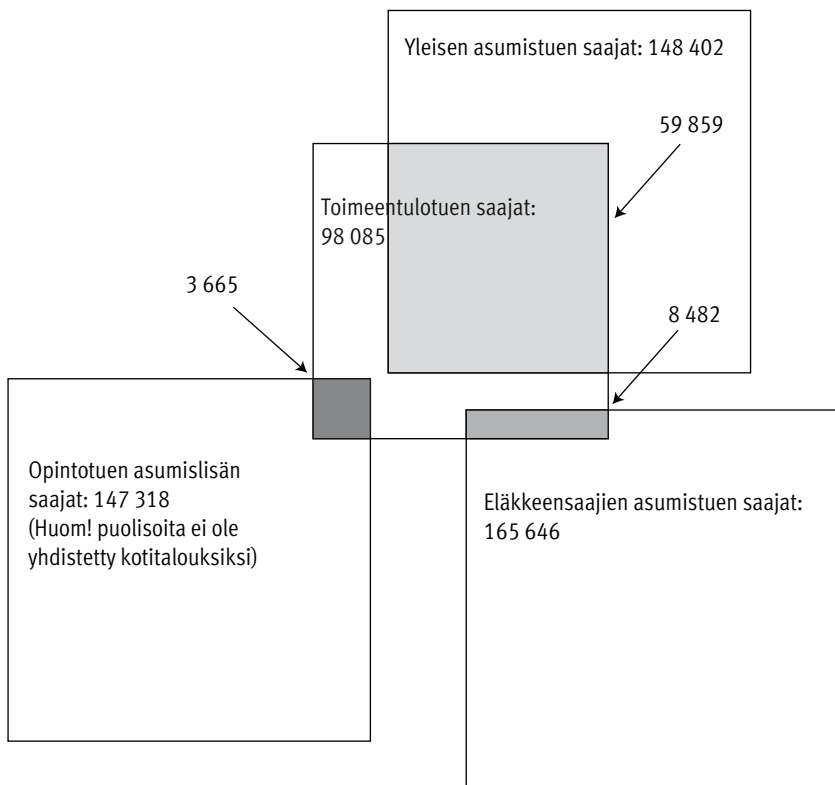 Yleisen asumistuen saajat: 148 402
59 859
Toimeentulotuen saajat:
98 085
3 665
8 482
Opintotuen asumislisän
saajat: 147 318
(Huom! puolisoita ei ole
yhdistetty kotitalouksiksi)
Eläkkeensaajien asumistuen saajat:
165 646